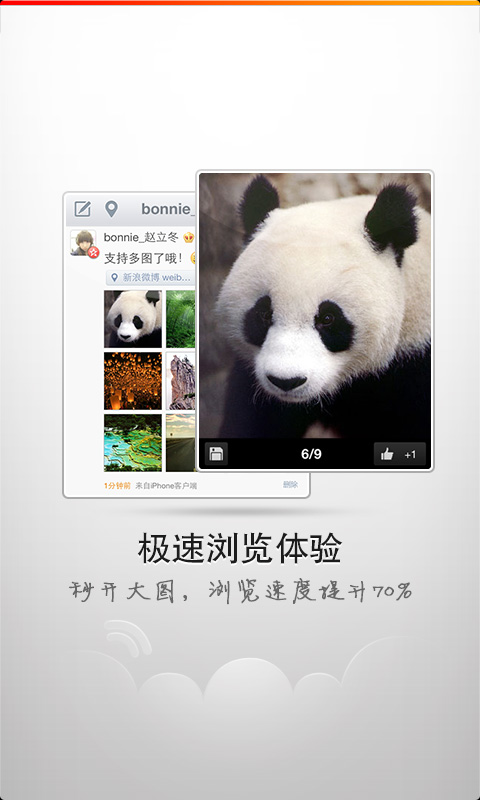 bonnie_
bonnie_赵立冬
支持多图了哦！
新浪微博 weib...
6/9
+1
1分钟前 来自iPhone客户端
删除
极速浏览体验
秒开大图，浏览速度提升70%